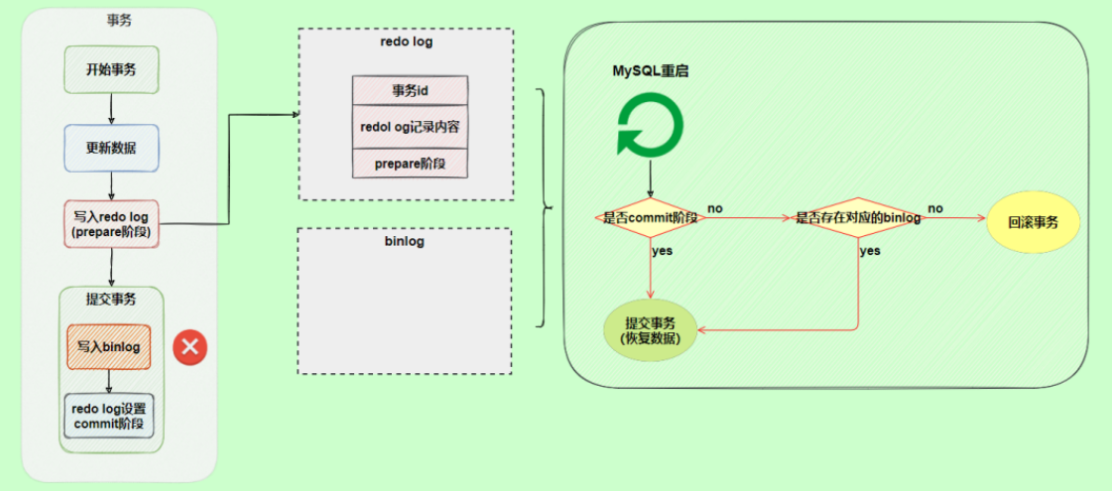 事务
开始事务
更新数据
写入redo log
(prepare阶段)
提交事务
写入binlog
redo log设置
commit阶段
redo log
事务id
redol og记录内容
prepare阶段
binlog
MySQL重启
是否commit阶段
no
是否存在对应的binlog
no
回滚事务
yes
yes
提交事务
(恢复数据)